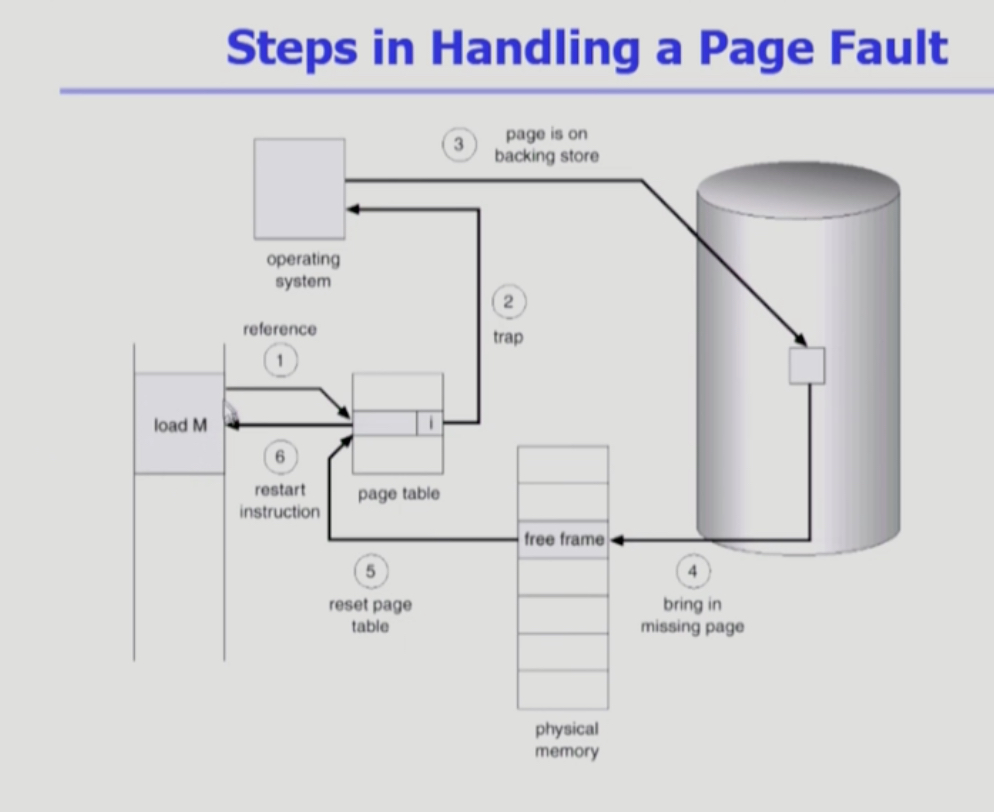 Steps in Handling a Page Fault
3
page is on
backing store
operating
system
2
trap
reference
1
load M
i
6
restart
instruction
page table
free frame
5
reset page
table
4
bring in
missing page
physical
memory